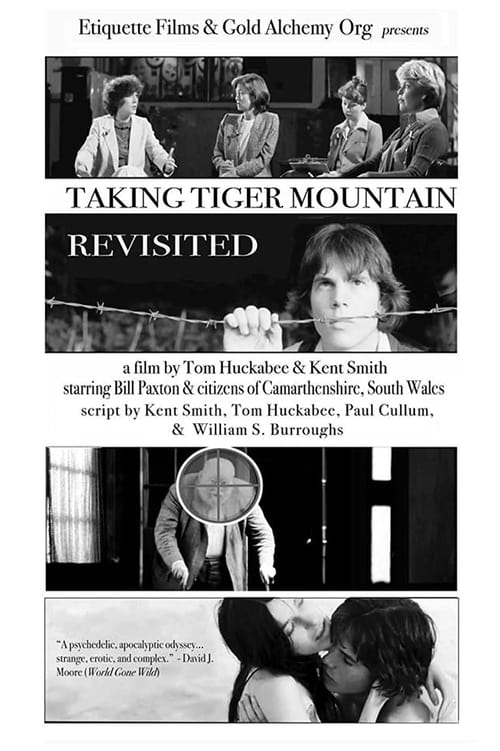 Etiquette Films & Gold Alchemy Org presents
TAKING TIGER MOUNTAIN
REVISITED
a film by Tom Huckabee & Kent Smith
starring Bill Paxton & citizens of Camarthenshire, South Wales
script by Kent Smith, Tom Huckabee, Paul Cullum,
& William S. Burroughs
“A psychedelic, apocalyptic odyssey...
strange, erotic, and complex.” - David J.
Moore (World Gone Wild)